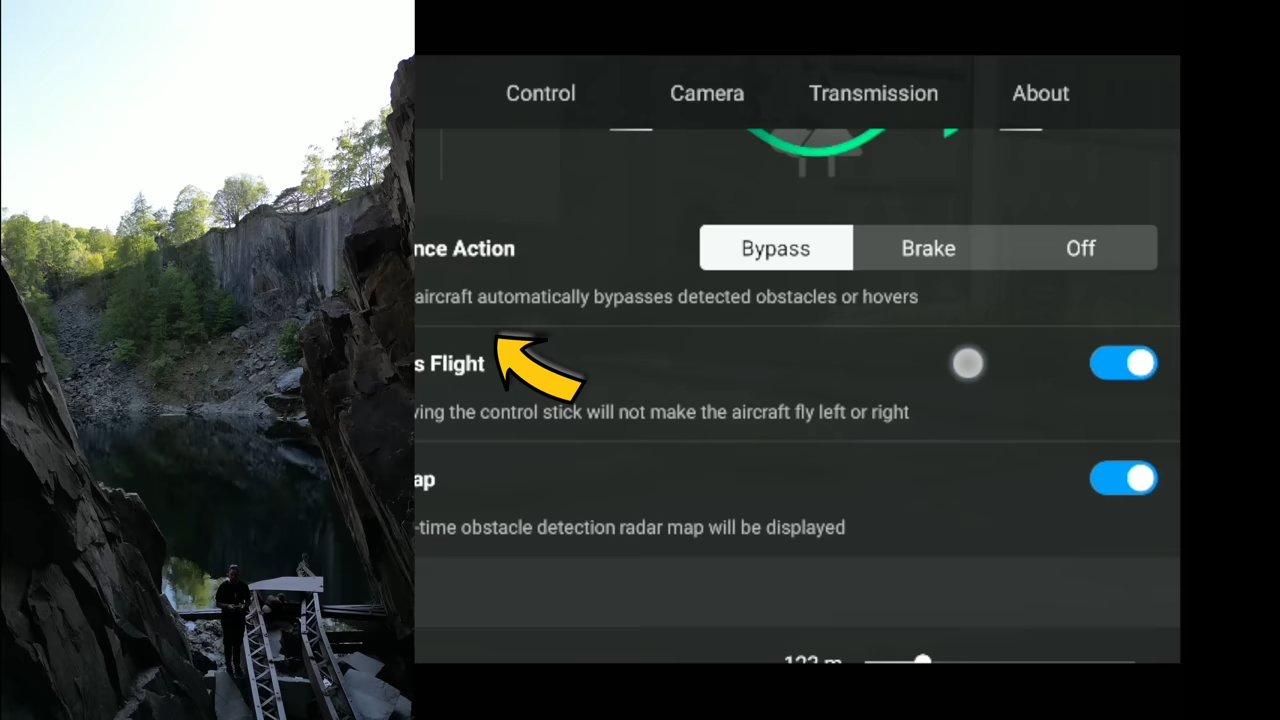 Control Camera Transmission About
nce Action Bypass Brake Off
aircraft automatically bypasses detected obstacles or hovers
s Flight
ving the control stick will not make the aircraft fly left or right
ap
-time obstacle detection radar map will be displayed
122 m